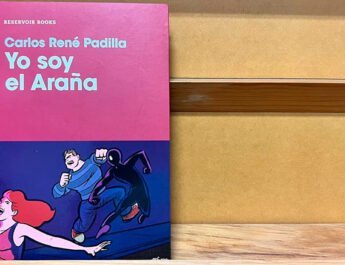 RESERVOIR BOOKS
Carlos René Padilla
Yo soy
el Araña